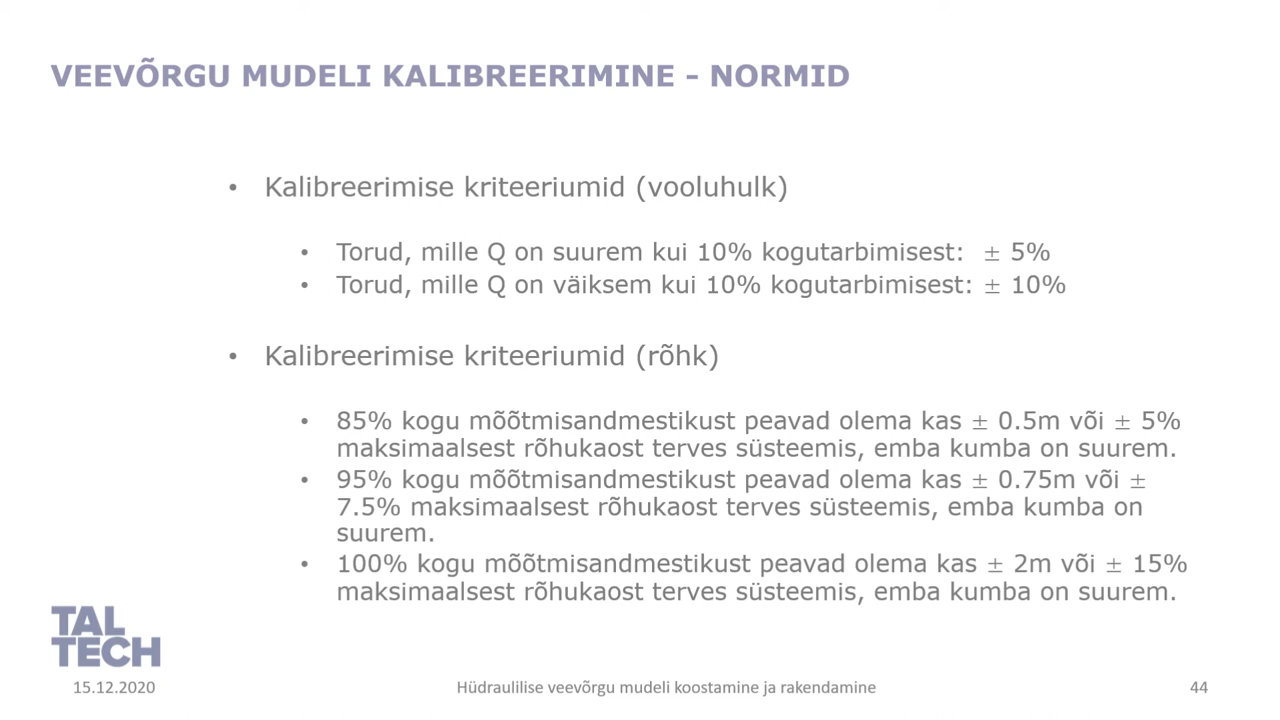 VEEVÕRGU MUDELI KALIBREERIMINE - NORMID
• Kalibreerimise kriteeriumid (vooluhulk)
• Torud, mille Q on suurem kui 10% kogutarbimisest: ± 5%
• Torud, mille Q on väiksem kui 10% kogutarbimisest: ± 10%
• Kalibreerimise kriteeriumid (rõhk)
• 85% kogu mõõtmisandmestikust peavad olema kas ± 0.5m või ± 5%
maksimaalsest rõhukaost terves süsteemis, emba kumba on suurem.
• 95% kogu mõõtmisandmestikust peavad olema kas ± 0.75m või ±
7.5% maksimaalsest rõhukaost terves süsteemis, emba kumba on
suurem.
• 100% kogu mõõtmisandmestikust peavad olema kas ± 2m või ± 15%
maksimaalsest rõhukaost terves süsteemis, emba kumba on suurem.
TAL
TECH
15.12.2020
Hüdraulilise veevõrgu mudeli koostamine ja rakendamine
44